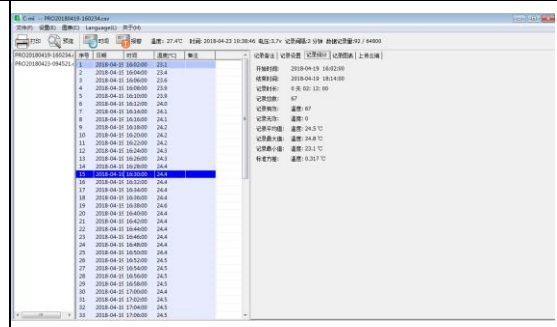 C-mi -- PRO20180419-160234.csv
文件(F) 设置(S) 图表(C) Language(L) 关于(H)
打印 预览 时间 报警 温度: 27.4℃ 时间: 2018-04-23 10:38:46 电压:3.7v 记录间隔:2 分钟 数据记录量:92 / 64800
PRO20180419-160234.c
PRO20180423-094521.c
序号 日期 时间 温度(℃) 备注
1 2018-04-19 16:02:00 23.1
2 2018-04-19 16:04:00 23.4
3 2018-04-19 16:06:00 23.6
4 2018-04-19 16:08:00 23.9
5 2018-04-19 16:10:00 23.9
6 2018-04-19 16:12:00 24.0
7 2018-04-19 16:14:00 24.1
8 2018-04-19 16:16:00 24.1
9 2018-04-19 16:18:00 24.2
10 2018-04-19 16:20:00 24.2
11 2018-04-19 16:22:00 24.2
12 2018-04-19 16:24:00 24.3
13 2018-04-19 16:26:00 24.3
14 2018-04-19 16:28:00 24.4
15 2018-04-19 16:30:00 24.4
16 2018-04-19 16:32:00 24.4
17 2018-04-19 16:34:00 24.4
18 2018-04-19 16:36:00 24.4
19 2018-04-19 16:38:00 24.4
20 2018-04-19 16:40:00 24.4
21 2018-04-19 16:42:00 24.4
22 2018-04-19 16:44:00 24.4
23 2018-04-19 16:46:00 24.4
24 2018-04-19 16:48:00 24.4
25 2018-04-19 16:50:00 24.4
26 2018-04-19 16:52:00 24.5
27 2018-04-19 16:54:00 24.5
28 2018-04-19 16:56:00 24.5
29 2018-04-19 16:58:00 24.5
30 2018-04-19 17:00:00 24.4
31 2018-04-19 17:02:00 24.5
32 2018-04-19 17:04:00 24.5
33 2018-04-19 17:06:00 24.5
记录备注 记录设置 记录统计 记录图表 上传云端
开始时间: 2018-04-19 16:02:00
结束时间: 2018-04-19 18:14:00
记录时长: 0 天 02: 12: 00
记录总数: 67
记录有效: 温度: 67
记录无效: 温度: 0
记录平均值: 温度: 24.5 ℃
记录最大值: 温度: 24.8 ℃
记录最小值: 温度: 23.1 ℃
标准方差: 温度: 0.317 ℃